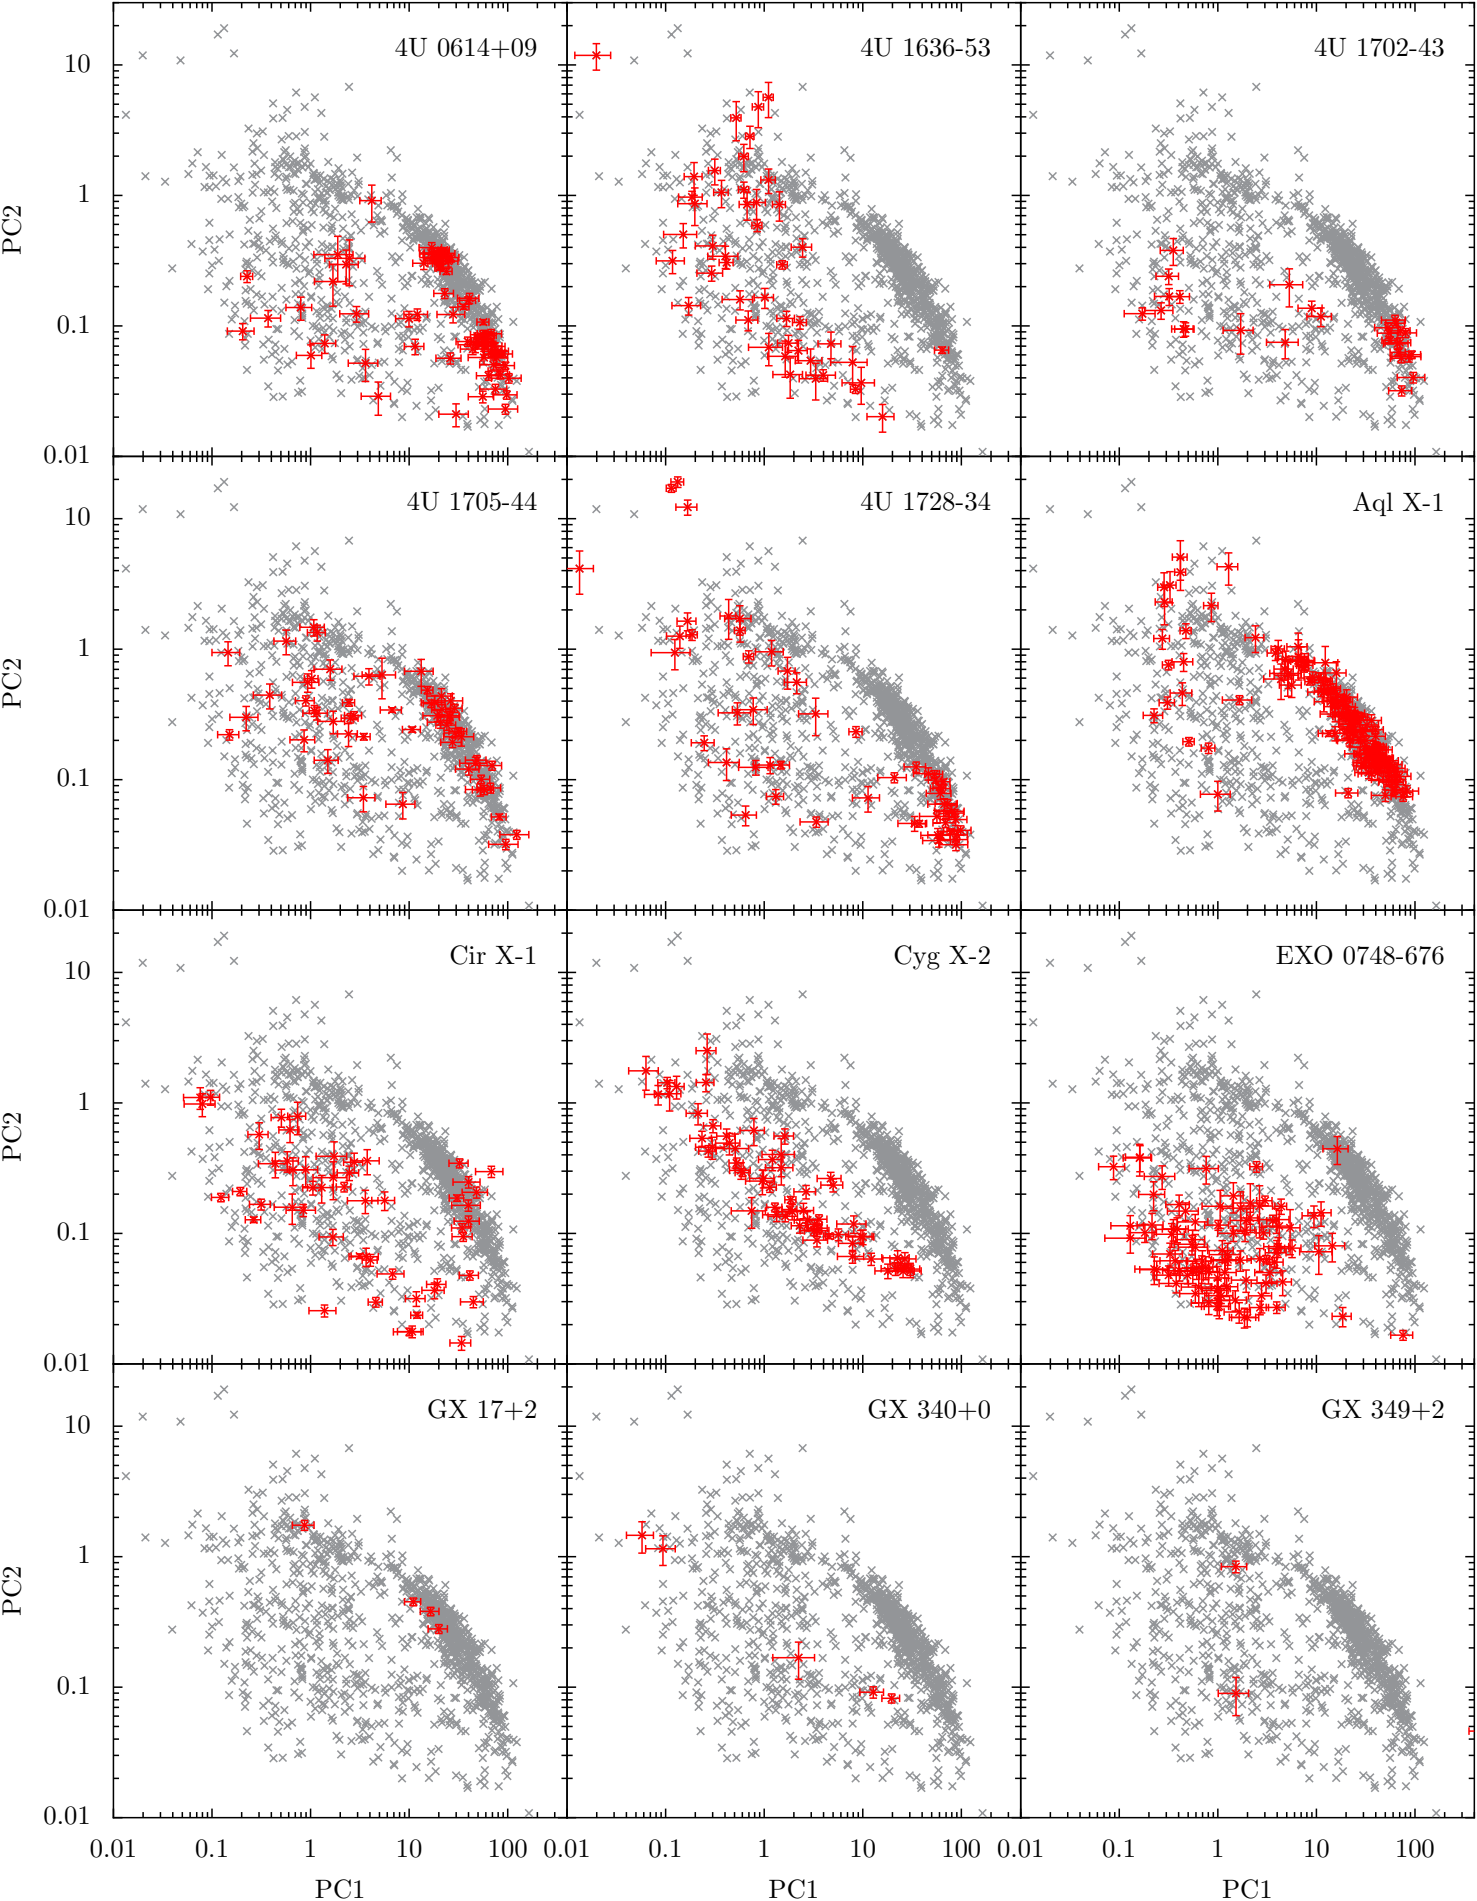 4U 0614+09 4U 1636-53 4U 1702-43
10
1
PC2
0.1
0.01
4U 1705-44 4U 1728-34 Aql X-1
10
1
PC2
0.1
0.01
Cir X-1 Cyg X-2 EXO 0748-676
10
1
PC2
0.1
0.01
GX 17+2 GX 340+0 GX 349+2
10
1
PC2
0.1
0.01
0.01 0.1 1 10 100 0.01 0.1 1 10 100 0.01 0.1 1 10 100
PC1 PC1 PC1